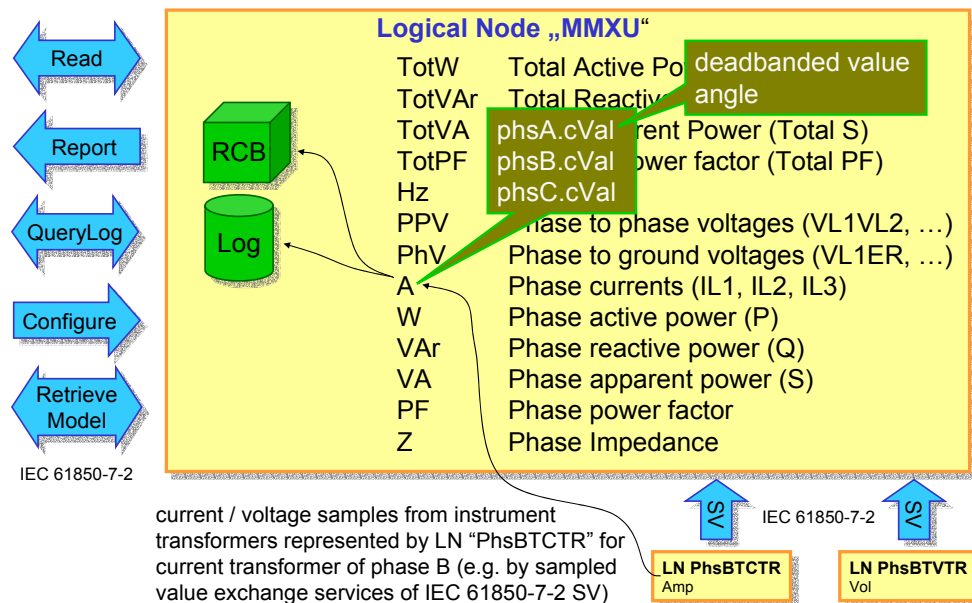 Logical Node „MMXU“
Read
Report
QueryLog
Configure
Retrieve
Model
IEC 61850-7-2
RCB
Log
TotW Total Active Po
TotVAr Total Reactive
TotVA rent Power (Total S)
TotPF ower factor (Total PF)
Hz
PPV Phase to phase voltages (VL1VL2, …)
PhV Phase to ground voltages (VL1ER, …)
A Phase currents (IL1, IL2, IL3)
W Phase active power (P)
VAr Phase reactive power (Q)
VA Phase apparent power (S)
PF Phase power factor
Z Phase Impedance
deadbanded value
angle
phsA.cVal
phsB.cVal
phsC.cVal
SV
IEC 61850-7-2
SV
current / voltage samples from instrument
transformers represented by LN “PhsBTCTR” for
current transformer of phase B (e.g. by sampled
value exchange services of IEC 61850-7-2 SV)
LN PhsBTCTR
Amp
LN PhsBTVTR
Vol